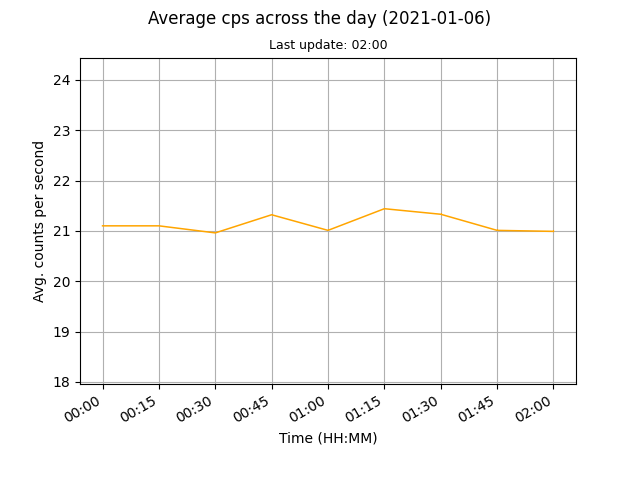 Average cps across the day (2021-01-06)
Last update: 02:00
Avg. counts per second
24
23
22
21
20
19
18
00:00 00:15 00:30 00:45 01:00 01:15 01:30 01:45 02:00
Time (HH:MM)